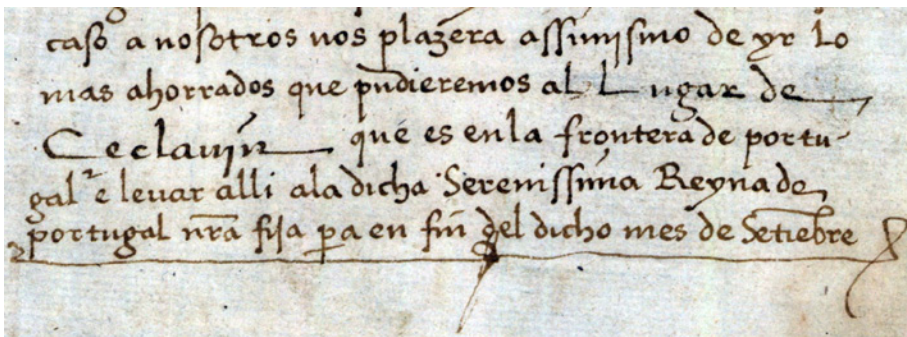 caso a nosotros nos plazera assimismo de yr lo
mas ahorrados que pudieremos al lugar de
Ceclauin que es en la frontera de portu-
gal e levar alli ala dicha Serenissima Reyna de
portugal nra fija pa en fin del dicho mes de Setiebre